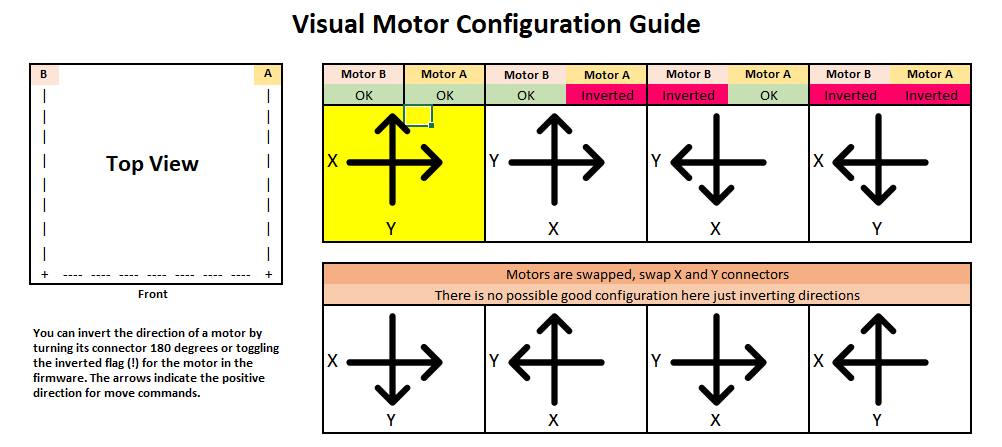 Visual Motor Configuration Guide
B A
Top View
+ ---- ---- ---- ---- ---- ---- ---- +
Front
You can invert the direction of a motor by
turning its connector 180 degrees or toggling
the inverted flag (!) for the motor in the
firmware. The arrows indicate the positive
direction for move commands.
Motor B Motor A Motor B Motor A Motor B Motor A Motor B Motor A
OK OK OK Inverted Inverted OK Inverted Inverted
X Y Y X
Y X X Y
Motors are swapped, swap X and Y connectors
There is no possible good configuration here just inverting directions
X Y Y X
Y X X Y